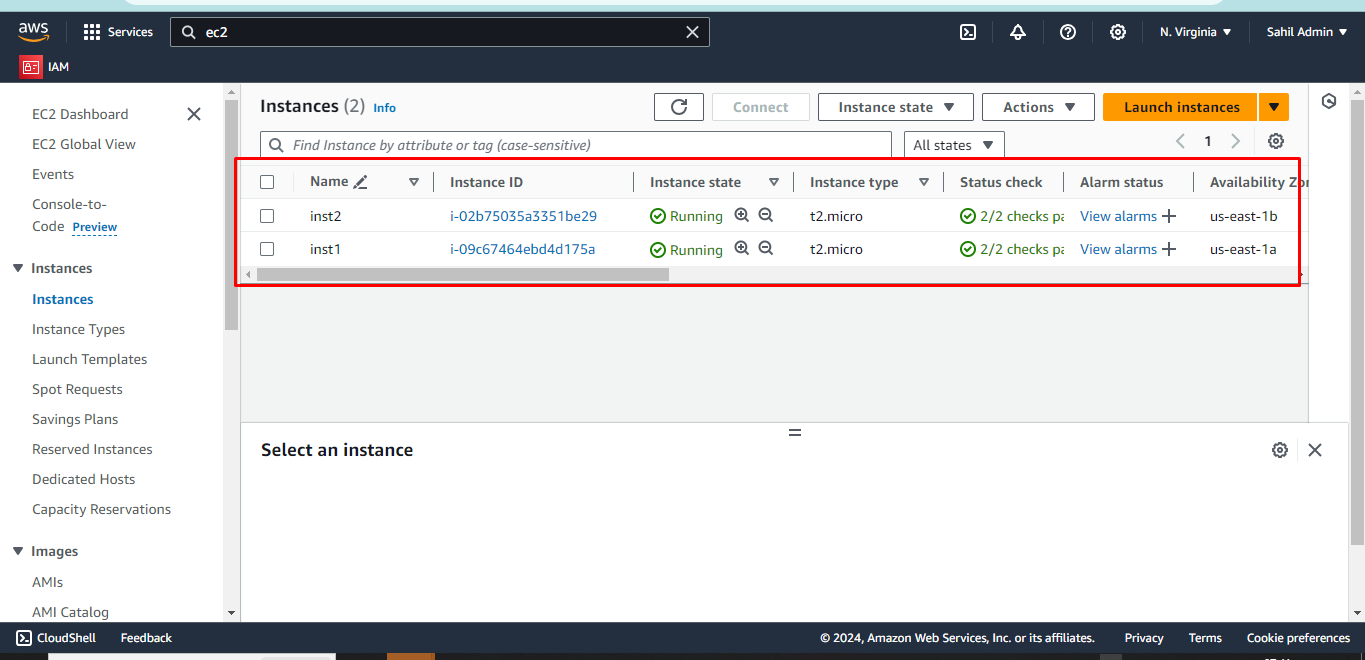 aws Services ec2 N. Virginia Sahil Admin
IAM
EC2 Dashboard
EC2 Global View
Events
Console-to-
Code Preview
Instances
Instances
Instance Types
Launch Templates
Spot Requests
Savings Plans
Reserved Instances
Dedicated Hosts
Capacity Reservations
Images
AMIs
AMI Catalog
Instances (2) Info Connect Instance state Actions Launch instances
Find Instance by attribute or tag (case-sensitive) All states 1
Name Instance ID Instance state Instance type Status check Alarm status Availability Zon
inst2 i-02b75035a3351be29 Running t2.micro 2/2 checks pa View alarms + us-east-1b
inst1 i-09c67464ebd4d175a Running t2.micro 2/2 checks pa View alarms + us-east-1a
Select an instance
CloudShell Feedback © 2024, Amazon Web Services, Inc. or its affiliates. Privacy Terms Cookie preferences